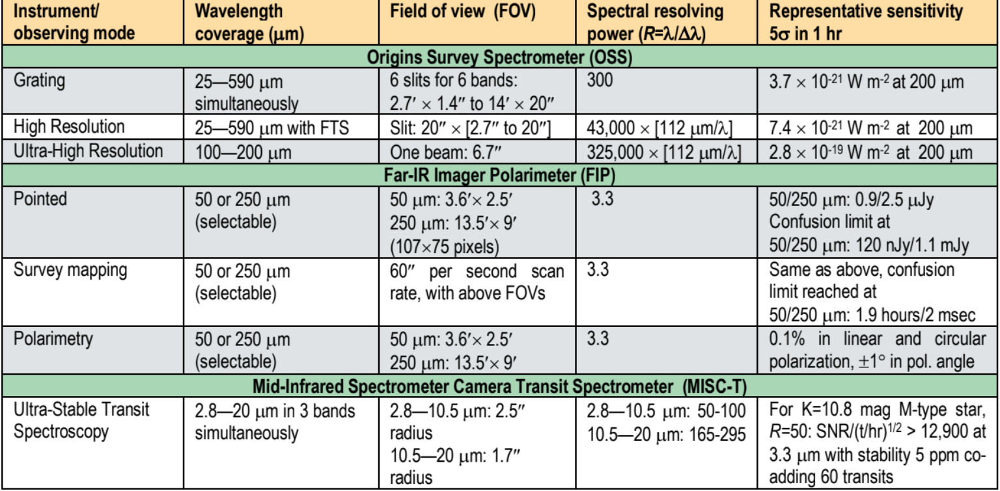 Instrument/ observing mode | Wavelength coverage (μm) | Field of view (FOV) | Spectral resolving power (R=λ/Δλ) | Representative sensitivity 5σ in 1 hr
Origins Survey Spectrometer (OSS)
Grating | 25—590 μm simultaneously | 6 slits for 6 bands: 2.7′ × 1.4″ to 14′ × 20″ | 300 | 3.7 × 10⁻²¹ W m⁻² at 200 μm
High Resolution | 25—590 μm with FTS | Slit: 20″ × [2.7″ to 20″] | 43,000 × [112 μm/λ] | 7.4 × 10⁻²¹ W m⁻² at 200 μm
Ultra-High Resolution | 100—200 μm | One beam: 6.7″ | 325,000 × [112 μm/λ] | 2.8 × 10⁻¹⁹ W m⁻² at 200 μm
Far-IR Imager Polarimeter (FIP)
Pointed | 50 or 250 μm (selectable) | 50 μm: 3.6′× 2.5′ 250 μm: 13.5′× 9′ (107×75 pixels) | 3.3 | 50/250 μm: 0.9/2.5 μJy Confusion limit at 50/250 μm: 120 nJy/1.1 mJy
Survey mapping | 50 or 250 μm (selectable) | 60″ per second scan rate, with above FOVs | 3.3 | Same as above, confusion limit reached at 50/250 μm: 1.9 hours/2 msec
Polarimetry | 50 or 250 μm (selectable) | 50 μm: 3.6′× 2.5′ 250 μm: 13.5′× 9′ | 3.3 | 0.1% in linear and circular polarization, ±1° in pol. angle
Mid-Infrared Spectrometer Camera Transit Spectrometer (MISC-T)
Ultra-Stable Transit Spectroscopy | 2.8—20 μm in 3 bands simultaneously | 2.8—10.5 μm: 2.5″ radius 10.5—20 μm: 1.7″ radius | 2.8—10.5 μm: 50-100 10.5—20 μm: 165-295 | For K=10.8 mag M-type star, R=50: SNR/(t/hr)^1/2 > 12,900 at 3.3 μm with stability 5 ppm co-adding 60 transits